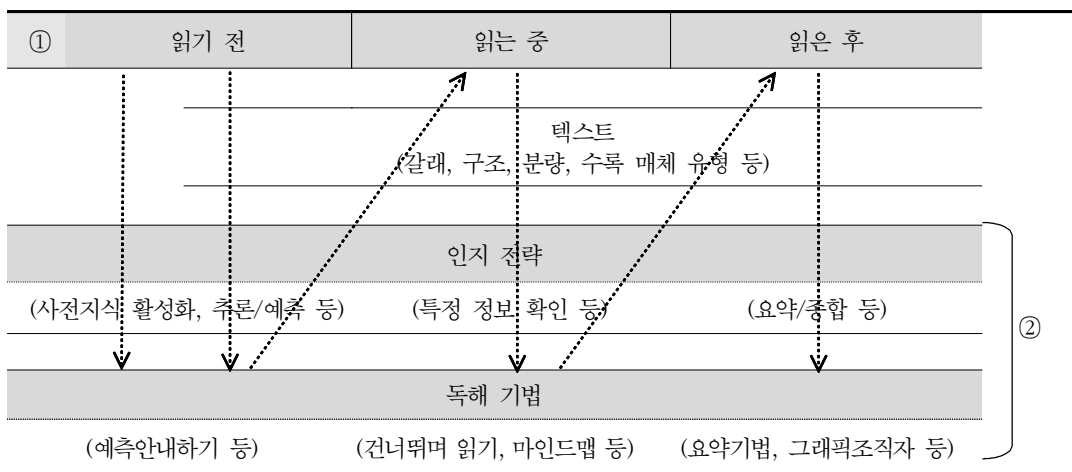 ① 읽기 전 읽는 중 읽은 후
텍스트
(갈래, 구조, 분량, 수록 매체 유형 등)
인지 전략
(사전지식 활성화, 추론/예측 등) (특정 정보 확인 등) (요약/종합 등)
②
독해 기법
(예측안내하기 등) (건너뛰며 읽기, 마인드맵 등) (요약기법, 그래픽조직자 등)